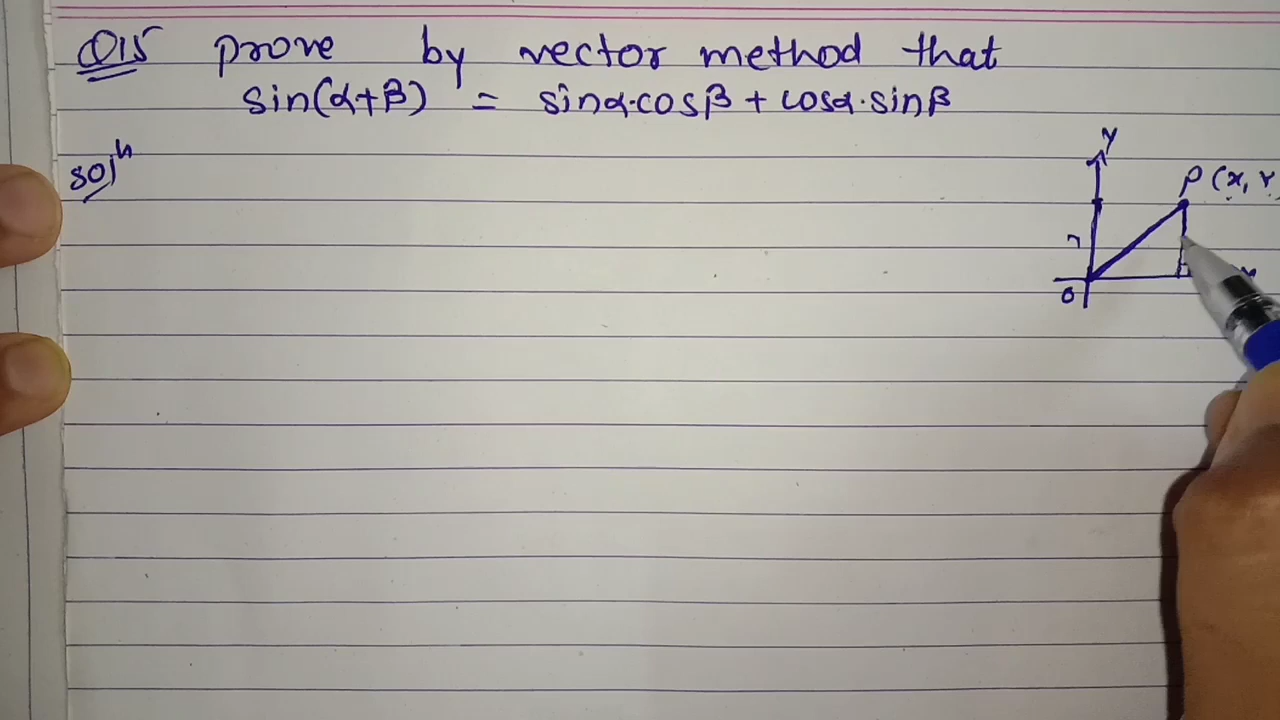 Q15 prove by vector method that
sin(α+β) = sinα·cosβ + cosα·sinβ
Solⁿ
Y
P (x, Y
O